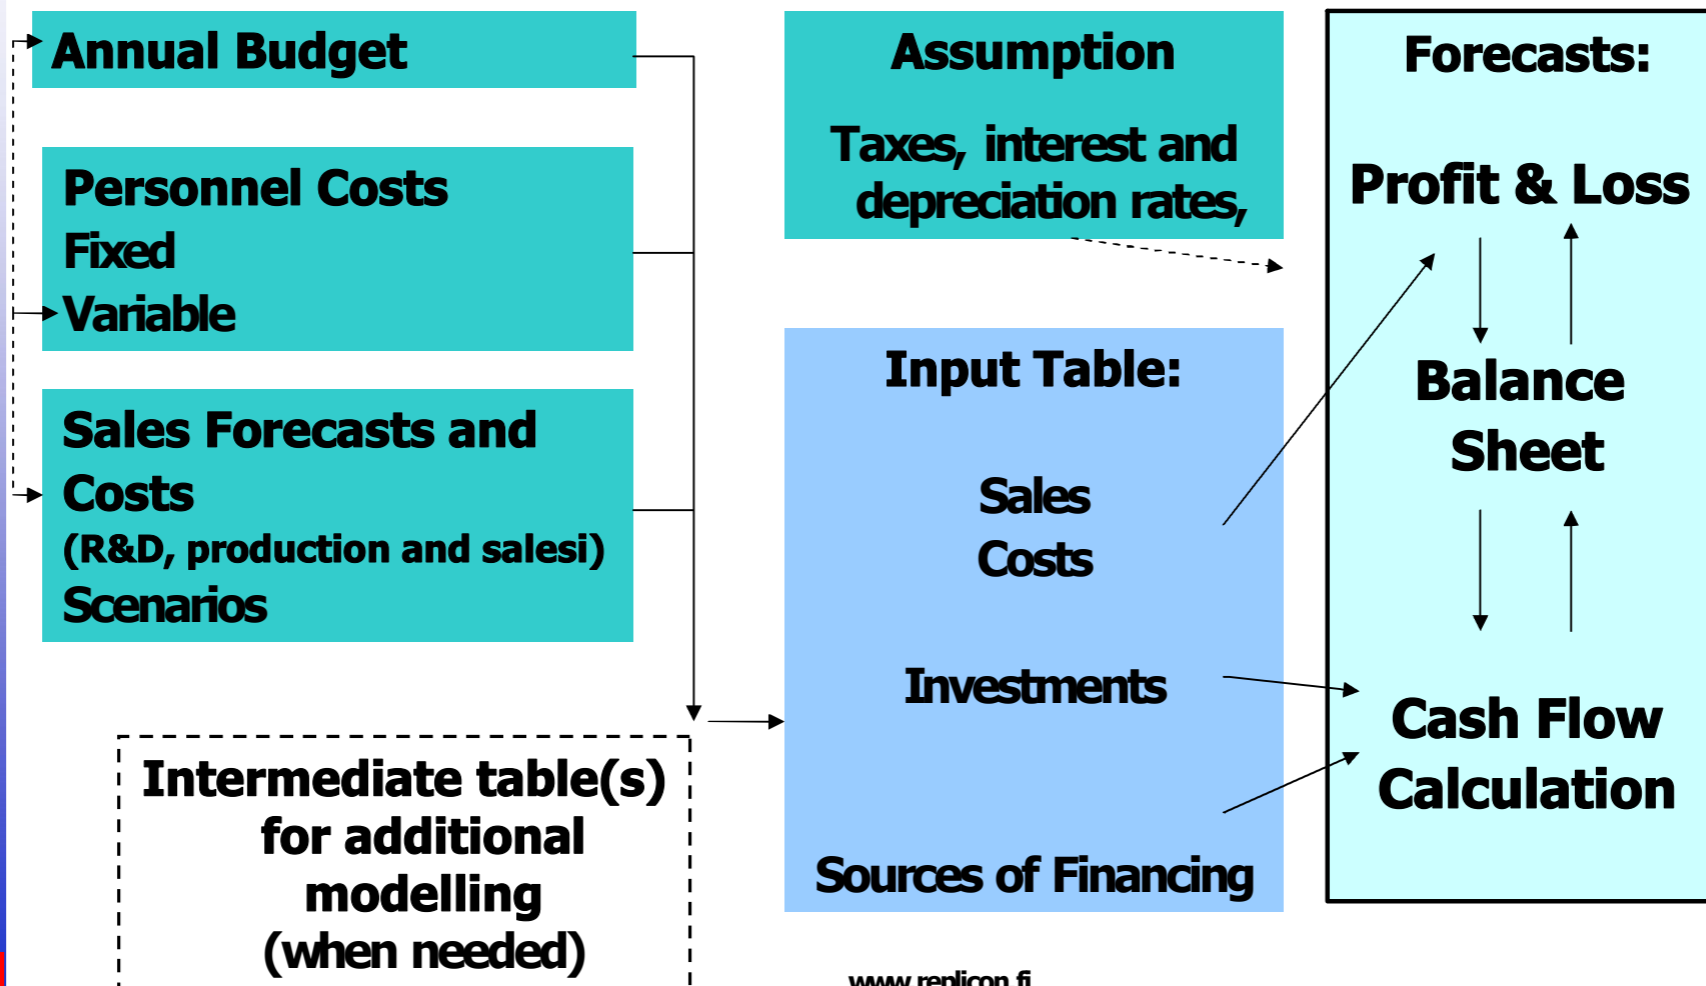 Annual Budget
Personnel Costs
Fixed
Variable
Sales Forecasts and
Costs
(R&D, production and salesi)
Scenarios
Intermediate table(s)
for additional
modelling
(when needed)
Assumption
Taxes, interest and
depreciation rates,
Input Table:
Sales
Costs
Investments
Sources of Financing
Forecasts:
Profit & Loss
Balance
Sheet
Cash Flow
Calculation
www.replicon.fi